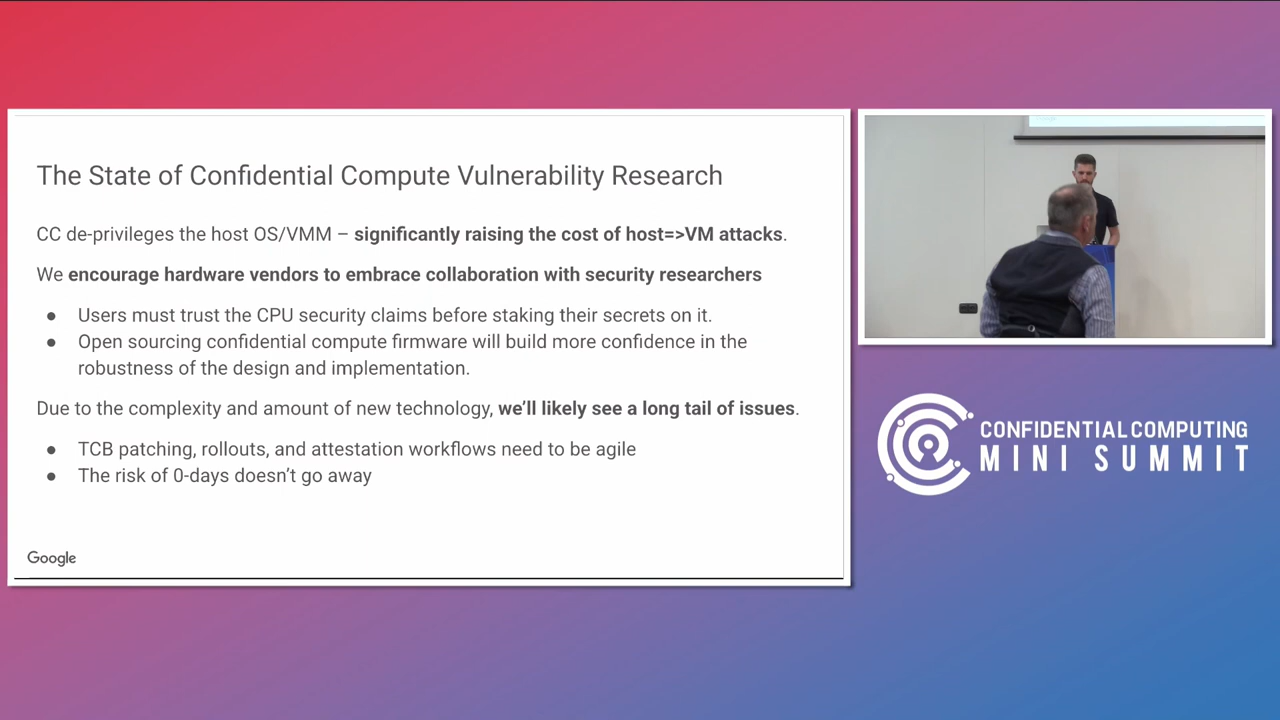 The State of Confidential Compute Vulnerability Research
CC de-privileges the host OS/VMM – significantly raising the cost of host=>VM attacks.
We encourage hardware vendors to embrace collaboration with security researchers
● Users must trust the CPU security claims before staking their secrets on it.
● Open sourcing confidential compute firmware will build more confidence in the
robustness of the design and implementation.
Due to the complexity and amount of new technology, we’ll likely see a long tail of issues.
● TCB patching, rollouts, and attestation workflows need to be agile
● The risk of 0-days doesn’t go away
Google
CONFIDENTIAL COMPUTING
MINI SUMMIT